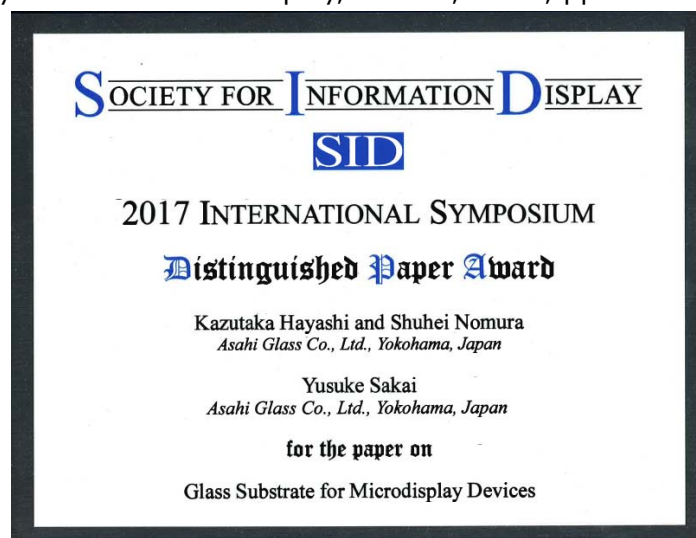 SOCIETY FOR INFORMATION DISPLAY
SID
2017 INTERNATIONAL SYMPOSIUM
Distinguished Paper Award
Kazutaka Hayashi and Shuhei Nomura
Asahi Glass Co., Ltd., Yokohama, Japan
Yusuke Sakai
Asahi Glass Co., Ltd., Yokohama, Japan
for the paper on
Glass Substrate for Microdisplay Devices